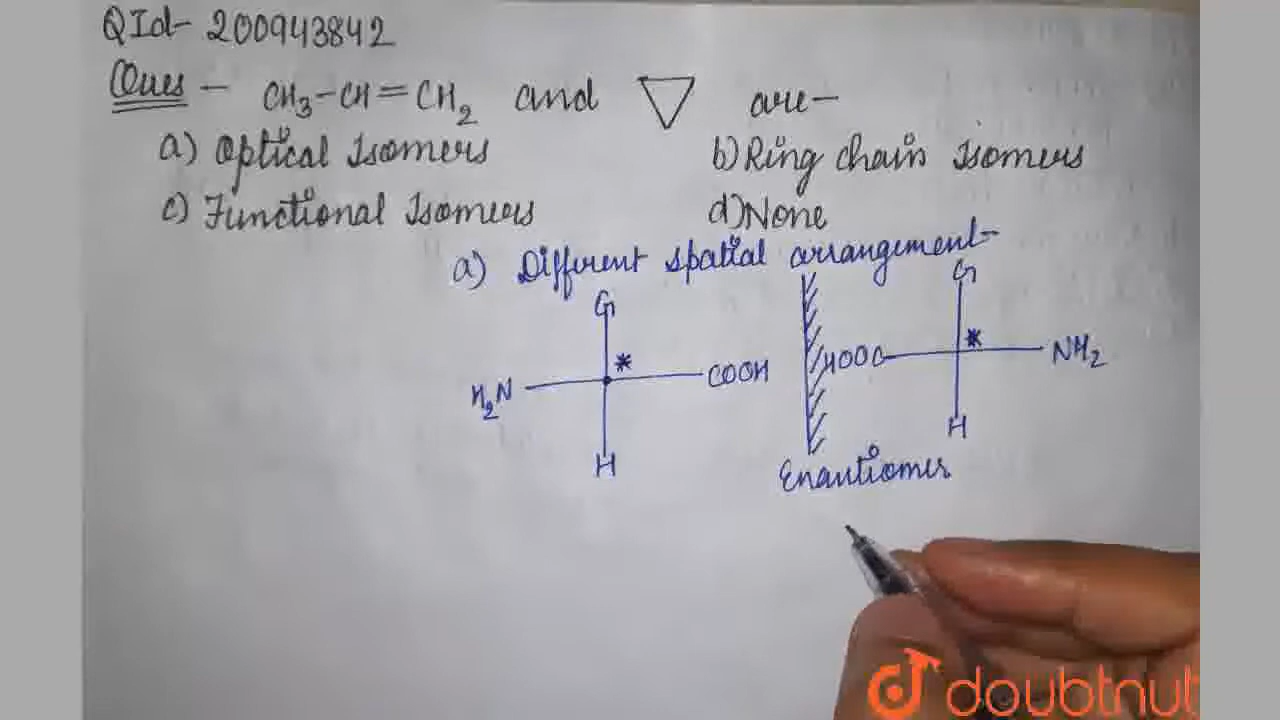 QId- 200943842
Ques - CH3-CH=CH2 and are-
a) Optical Isomers b) Ring chain isomers
c) Functional Isomers d) None
a) Different spatial arrangement-
G G
* *
H2N COOH HOOC NH2
H H
Enantiomer
doubtnut